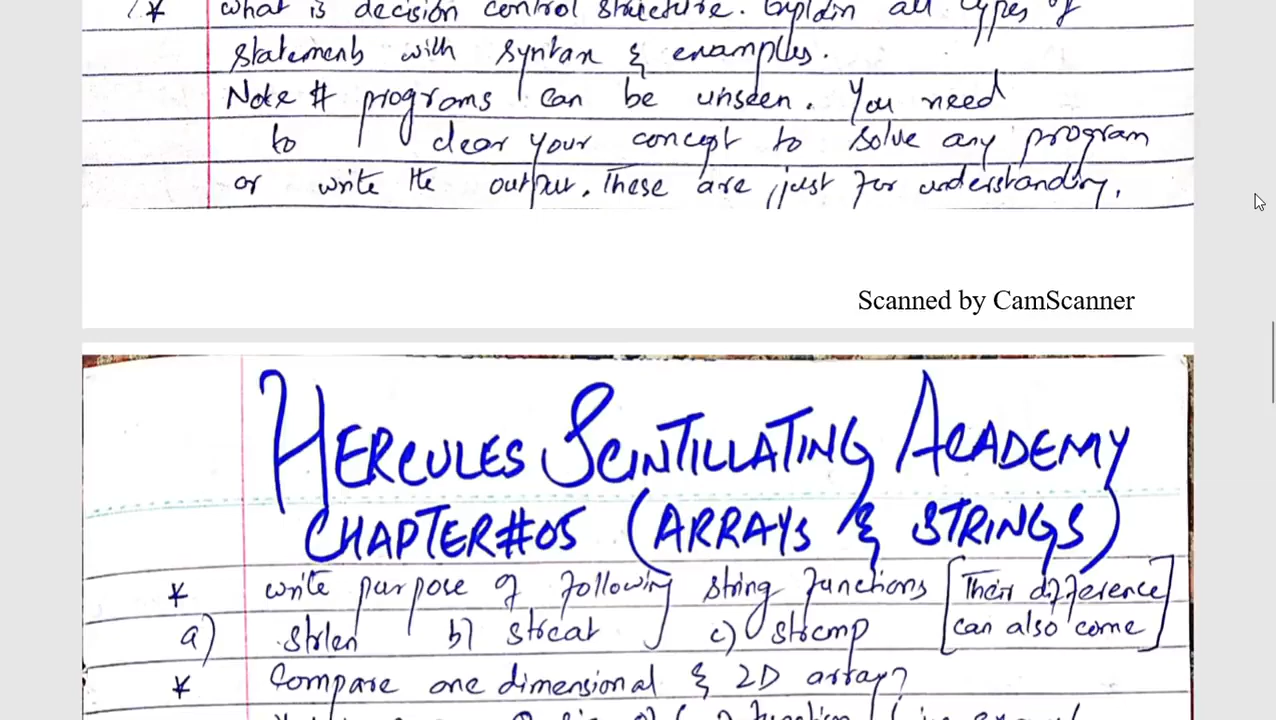 * What is decision control structure. Explain all types of
statements with syntax & examples.
Note # programs can be unseen. You need
to clear your concept to solve any program
or write the output. These are just for understanding.
Scanned by CamScanner
HERCULES SCINTILLATING ACADEMY
CHAPTER#05 (ARRAYS & STRINGS)
* write purpose of following string functions [Their difference
a) strlen b) strcat c) strcmp can also come]
* Compare one dimensional & 2D array?